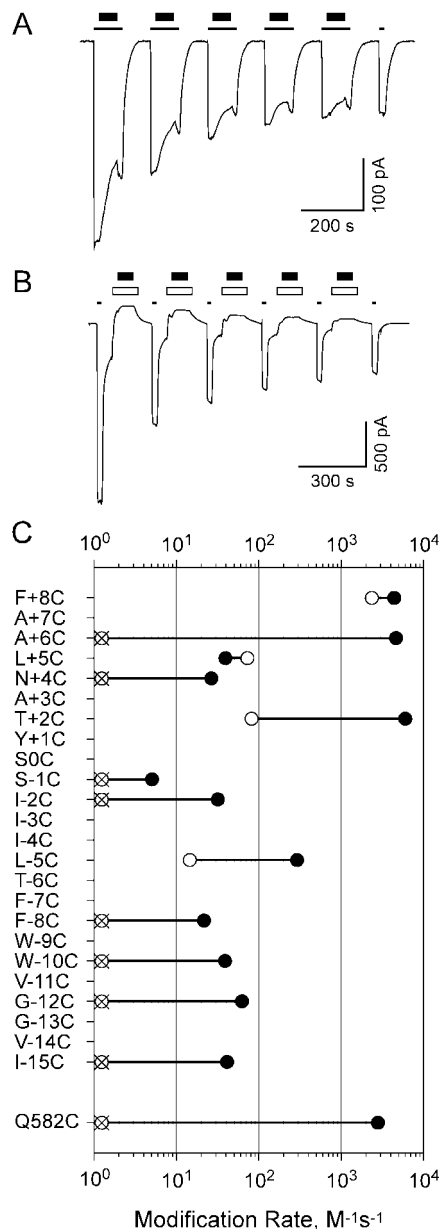 A
100 pA
200 s
B
500 pA
300 s
C
10⁰ 10¹ 10² 10³ 10⁴
F+8C
A+7C
A+6C
L+5C
N+4C
A+3C
T+2C
Y+1C
S0C
S-1C
I-2C
I-3C
I-4C
L-5C
T-6C
F-7C
F-8C
W-9C
W-10C
V-11C
G-12C
G-13C
V-14C
I-15C
Q582C
10⁰ 10¹ 10² 10³ 10⁴
Modification Rate, M⁻¹s⁻¹